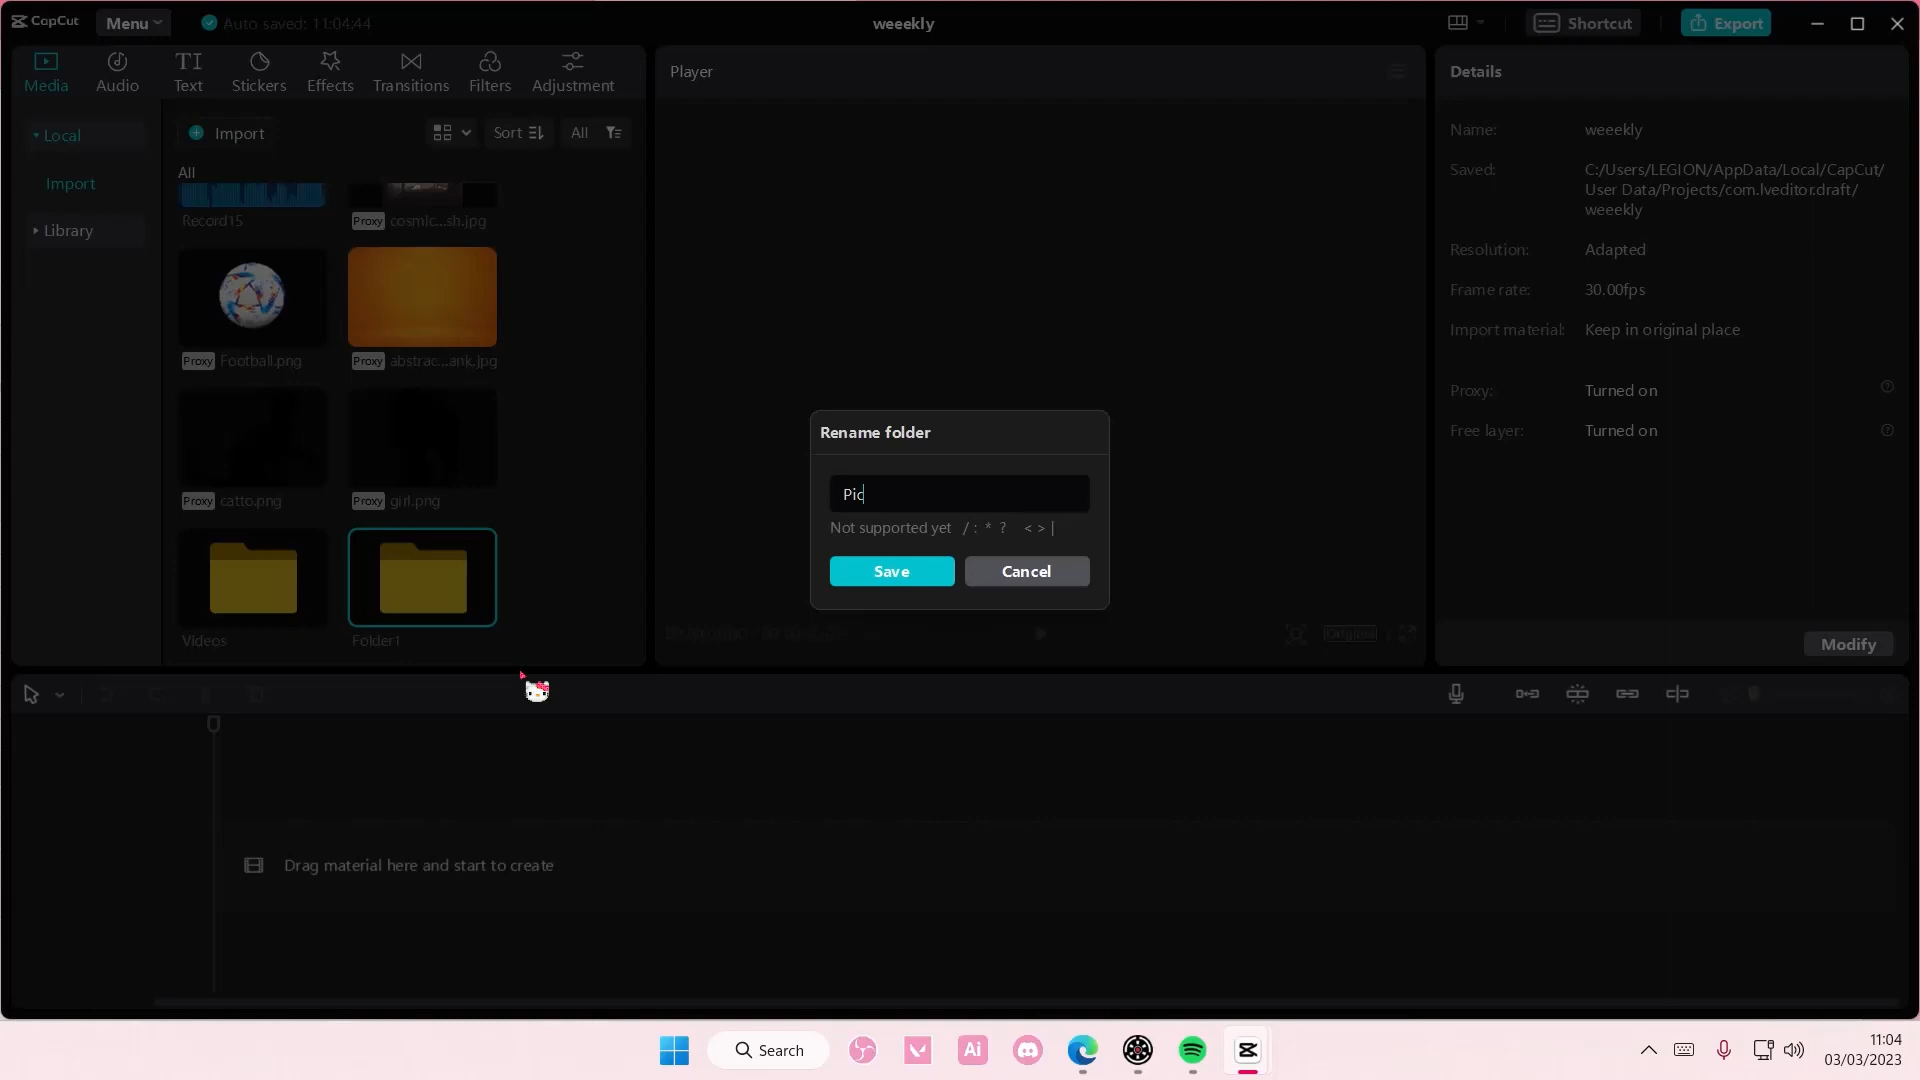 CapCut
Menu
Auto saved: 11:04:44
weeekly
Shortcut
Export
Media
Audio
TI
Text
Stickers
Effects
Transitions
Filters
Adjustment
Player
Details
Local
Import
Library
Import
Sort
All
All
Record15
Proxy cosmic...sh.jpg
Proxy Football.png
Proxy abstrac...ank.jpg
Proxy catto.png
Proxy girl.png
Videos
Folder1
Name: weeekly
Saved: C:/Users/LEGION/AppData/Local/CapCut/
User Data/Projects/com.lveditor.draft/
weeekly
Resolution: Adapted
Frame rate: 30.00fps
Import material: Keep in original place
Proxy: Turned on
Free layer: Turned on
Modify
Rename folder
Pic
Not supported yet / : * ? < > |
Save
Cancel
Original
Drag material here and start to create
Search
Ai
11:04
03/03/2023